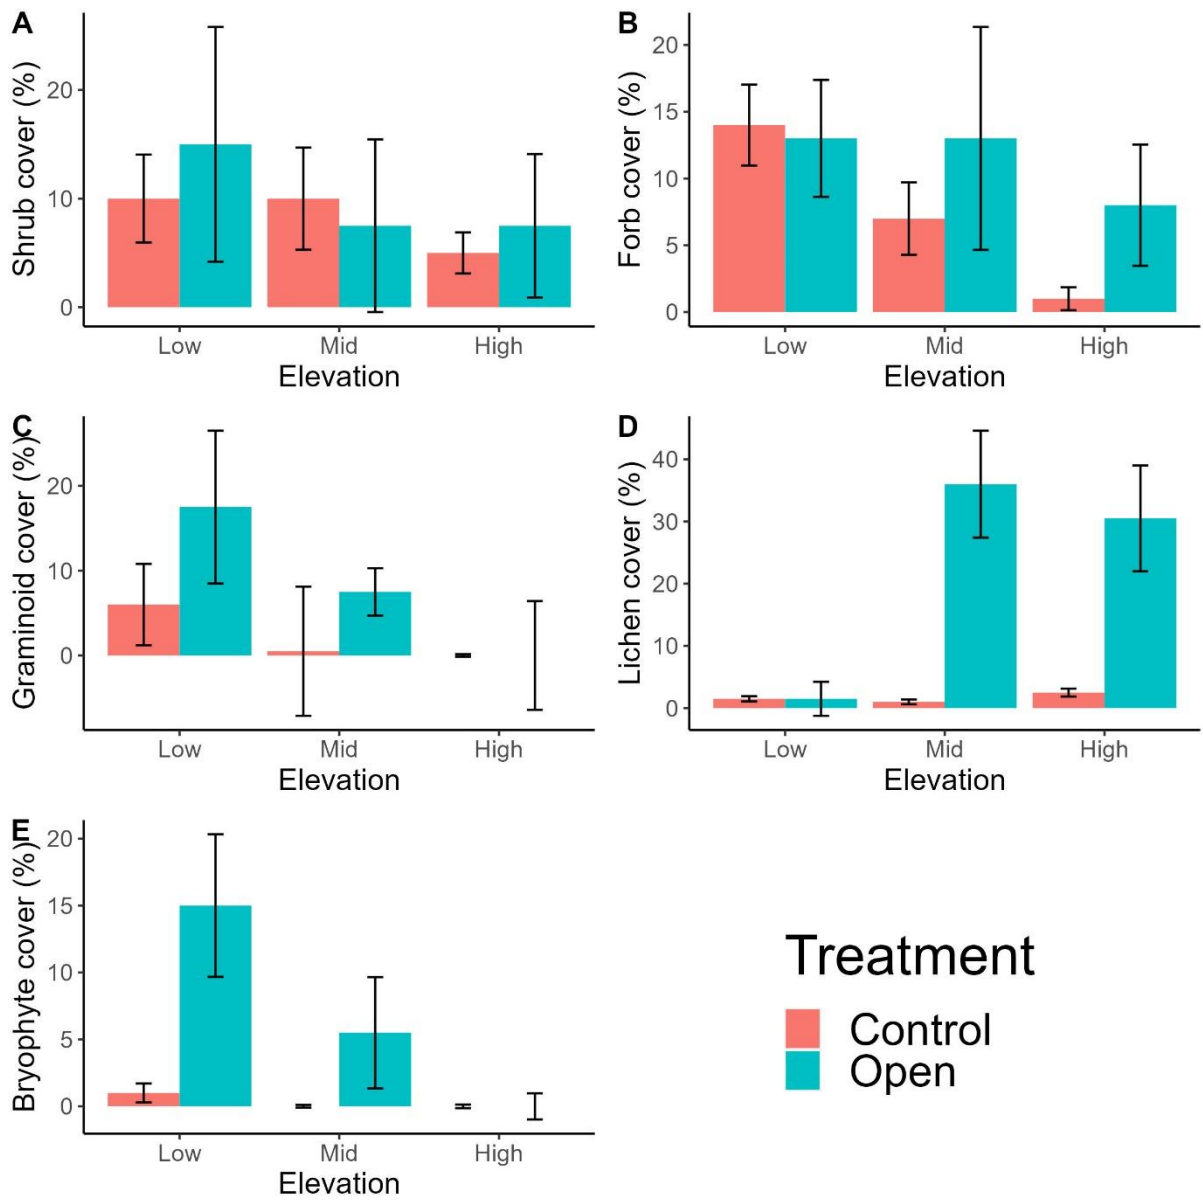 A
Shrub cover (%)
20
10
0
Low Mid High
Elevation
B
Forb cover (%)
20
15
10
5
0
Low Mid High
Elevation
C
Graminoid cover (%)
20
10
0
Low Mid High
Elevation
D
Lichen cover (%)
40
30
20
10
0
Low Mid High
Elevation
E
Bryophyte cover (%)
20
15
10
5
0
Low Mid High
Elevation
Treatment
Control
Open